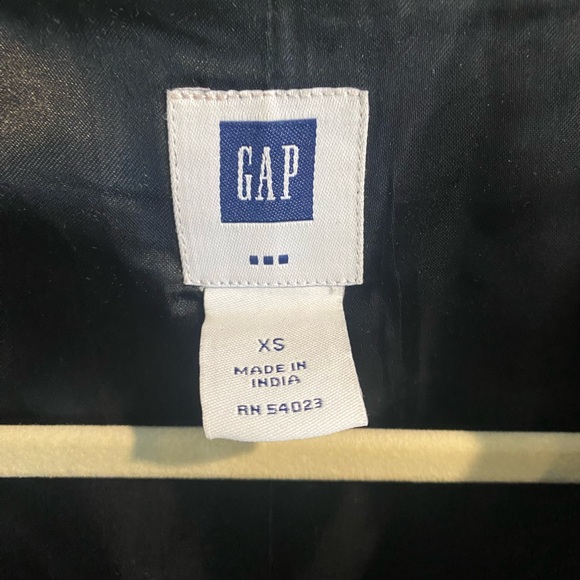 GAP
XS
MADE IN
INDIA
RN 54023